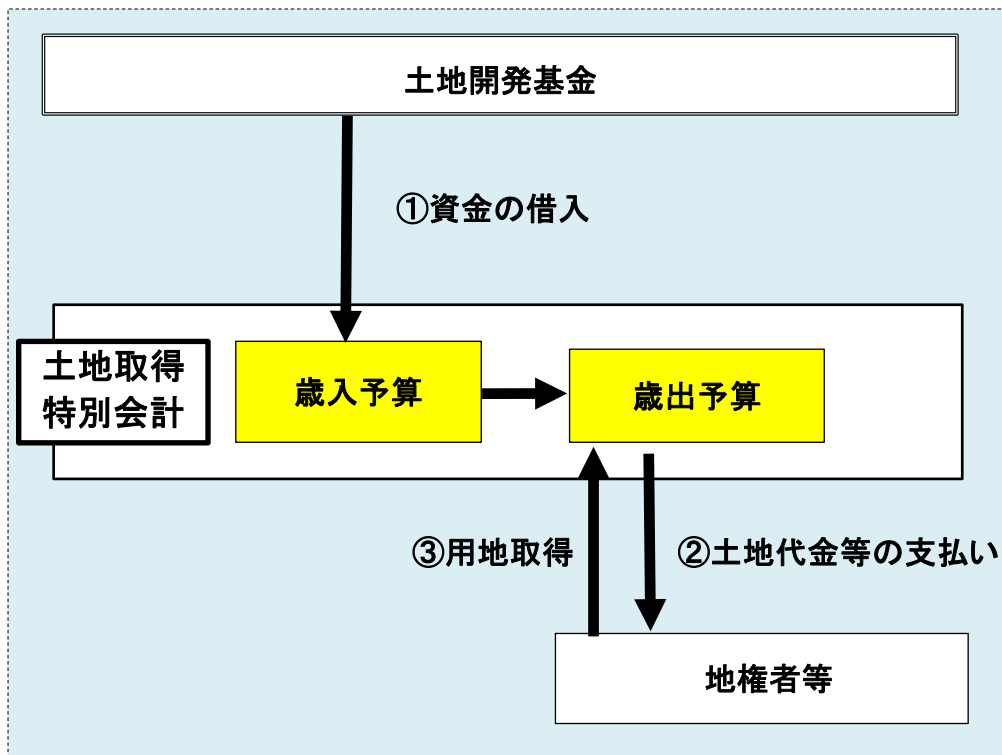 土地開発基金
①資金の借入
土地取得
特別会計
歳入予算
歳出予算
③用地取得
②土地代金等の支払い
地権者等